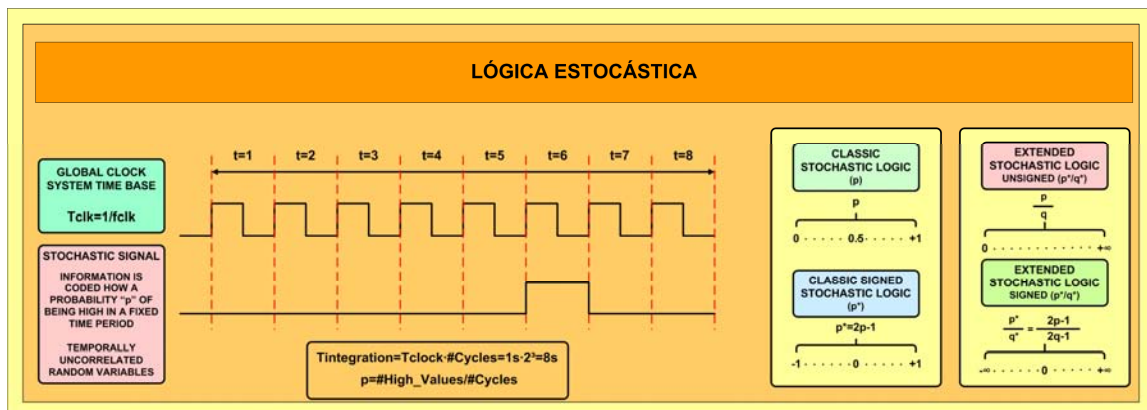 LÓGICA ESTOCÁSTICA
GLOBAL CLOCK
SYSTEM TIME BASE
Tclk=1/fclk
STOCHASTIC SIGNAL
INFORMATION IS
CODED HOW A
PROBABILITY “p” OF
BEING HIGH IN A FIXED
TIME PERIOD
TEMPORALLY
UNCORRELATED
RANDOM VARIABLES
t=1 t=2 t=3 t=4 t=5 t=6 t=7 t=8
Tintegration=Tclock·#Cycles=1s·2³=8s
p=#High_Values/#Cycles
CLASSIC
STOCHASTIC LOGIC
(p)
p
0 · · · · · · 0.5 · · · · · · +1
CLASSIC SIGNED
STOCHASTIC LOGIC
(p*)
p*=2p-1
-1 · · · · · · 0 · · · · · · +1
EXTENDED
STOCHASTIC LOGIC
UNSIGNED (p*/q*)
p
q
0 · · · · · · · · · · · · +∞
EXTENDED
STOCHASTIC LOGIC
SIGNED (p*/q*)
p* = 2p-1
q* 2q-1
-∞ · · · · · · 0 · · · · · · +∞